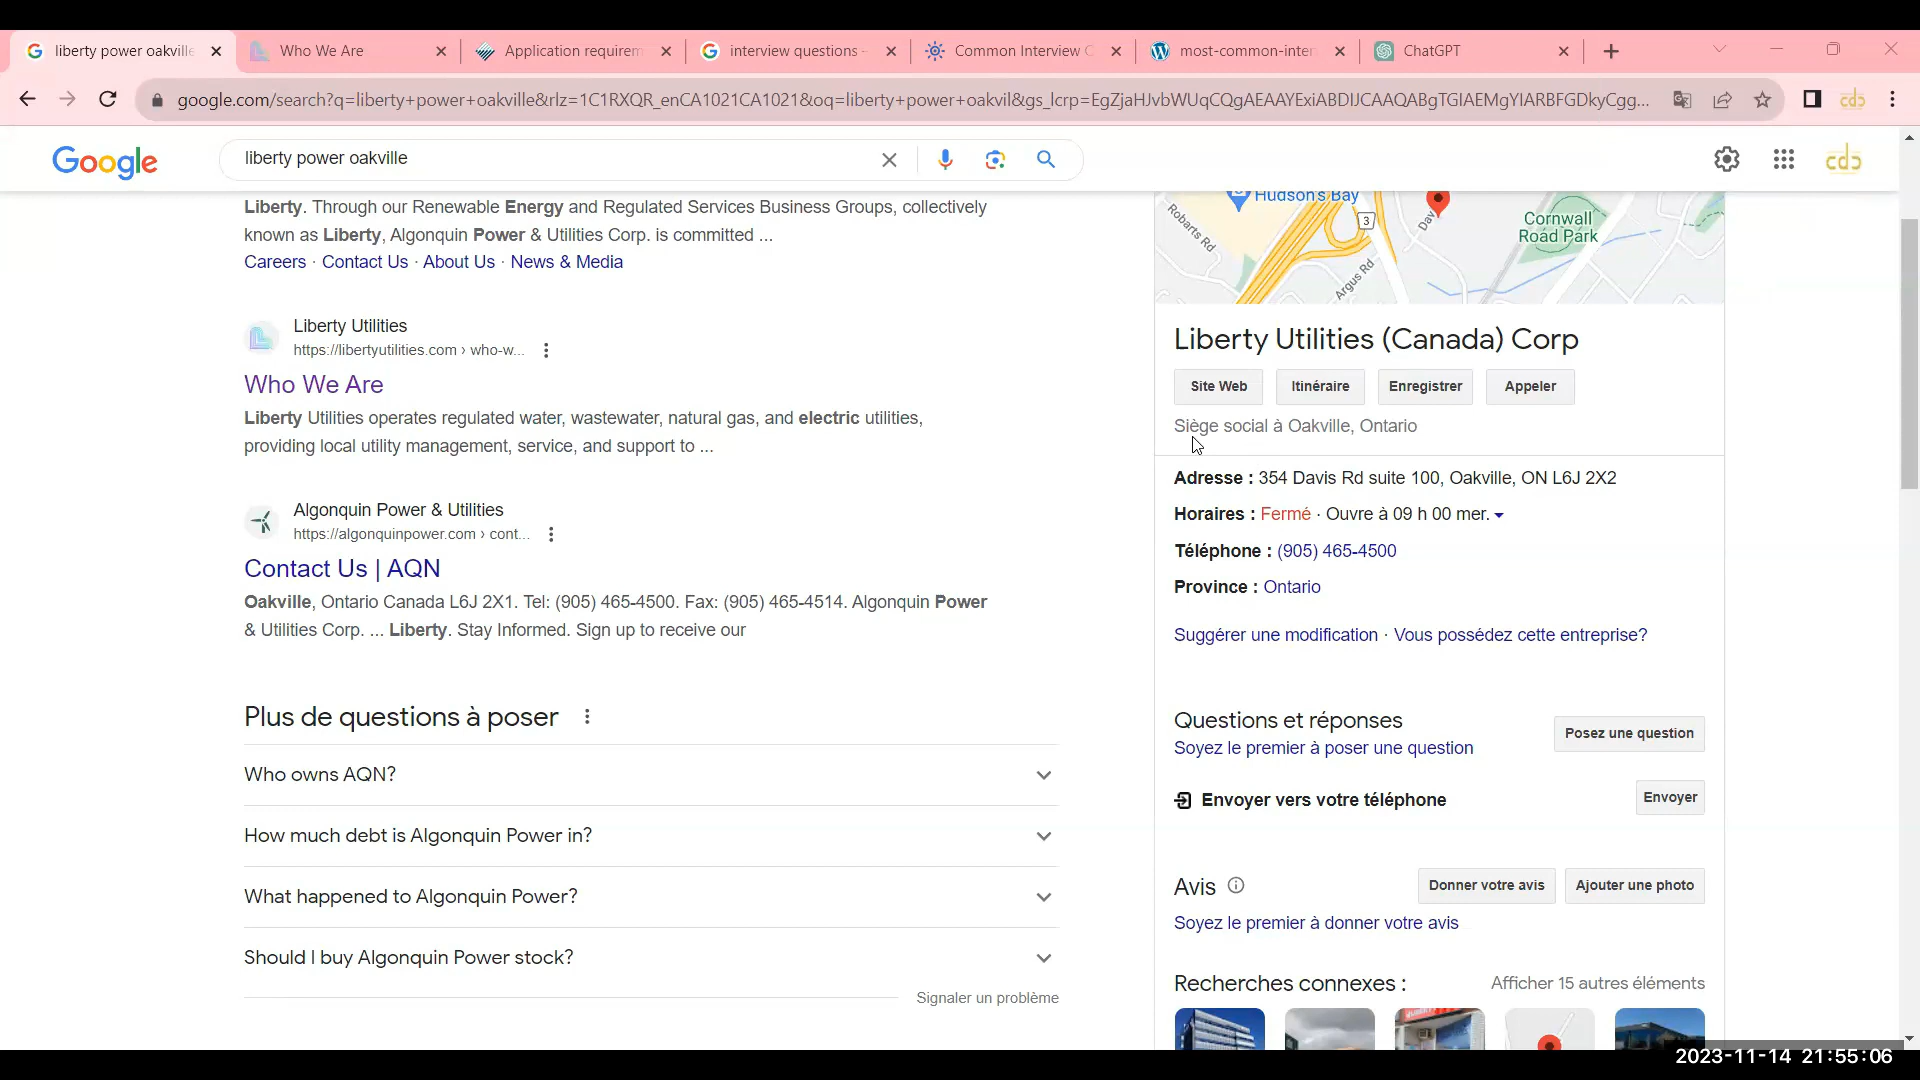 liberty power oakville
Who We Are
Application requirem
interview questions -
Common Interview
most-common-inter
ChatGPT
google.com/search?q=liberty+power+oakville&rlz=1C1RXQR_enCA1021CA1021&oq=liberty+power+oakvil&gs_lcrp=EgZjaHJvbWUqCQgAEAAYExiABDIJCAAQABgTGIAEMgYIARBFGDkyCgg...
Google
liberty power oakville
cdb
Liberty. Through our Renewable Energy and Regulated Services Business Groups, collectively
known as Liberty, Algonquin Power & Utilities Corp. is committed ...
Careers · Contact Us · About Us · News & Media
Liberty Utilities
https://libertyutilities.com › who-w...
Who We Are
Liberty Utilities operates regulated water, wastewater, natural gas, and electric utilities,
providing local utility management, service, and support to ...
Algonquin Power & Utilities
https://algonquinpower.com › cont...
Contact Us | AQN
Oakville, Ontario Canada L6J 2X1. Tel: (905) 465-4500. Fax: (905) 465-4514. Algonquin Power
& Utilities Corp. ... Liberty. Stay Informed. Sign up to receive our
Plus de questions à poser
Who owns AQN?
How much debt is Algonquin Power in?
What happened to Algonquin Power?
Should I buy Algonquin Power stock?
Signaler un problème
Hudson's Bay
Robarts Rd
3
Argus Rd
Cornwall
Road Park
Liberty Utilities (Canada) Corp
Site Web
Itinéraire
Enregistrer
Appeler
Siège social à Oakville, Ontario
Adresse : 354 Davis Rd suite 100, Oakville, ON L6J 2X2
Horaires : Fermé · Ouvre à 09 h 00 mer.
Téléphone : (905) 465-4500
Province : Ontario
Suggérer une modification · Vous possédez cette entreprise?
Questions et réponses
Soyez le premier à poser une question
Posez une question
Envoyer vers votre téléphone
Envoyer
Avis
Donner votre avis
Ajouter une photo
Soyez le premier à donner votre avis
Recherches connexes :
Afficher 15 autres éléments
2023-11-14 21:55:06